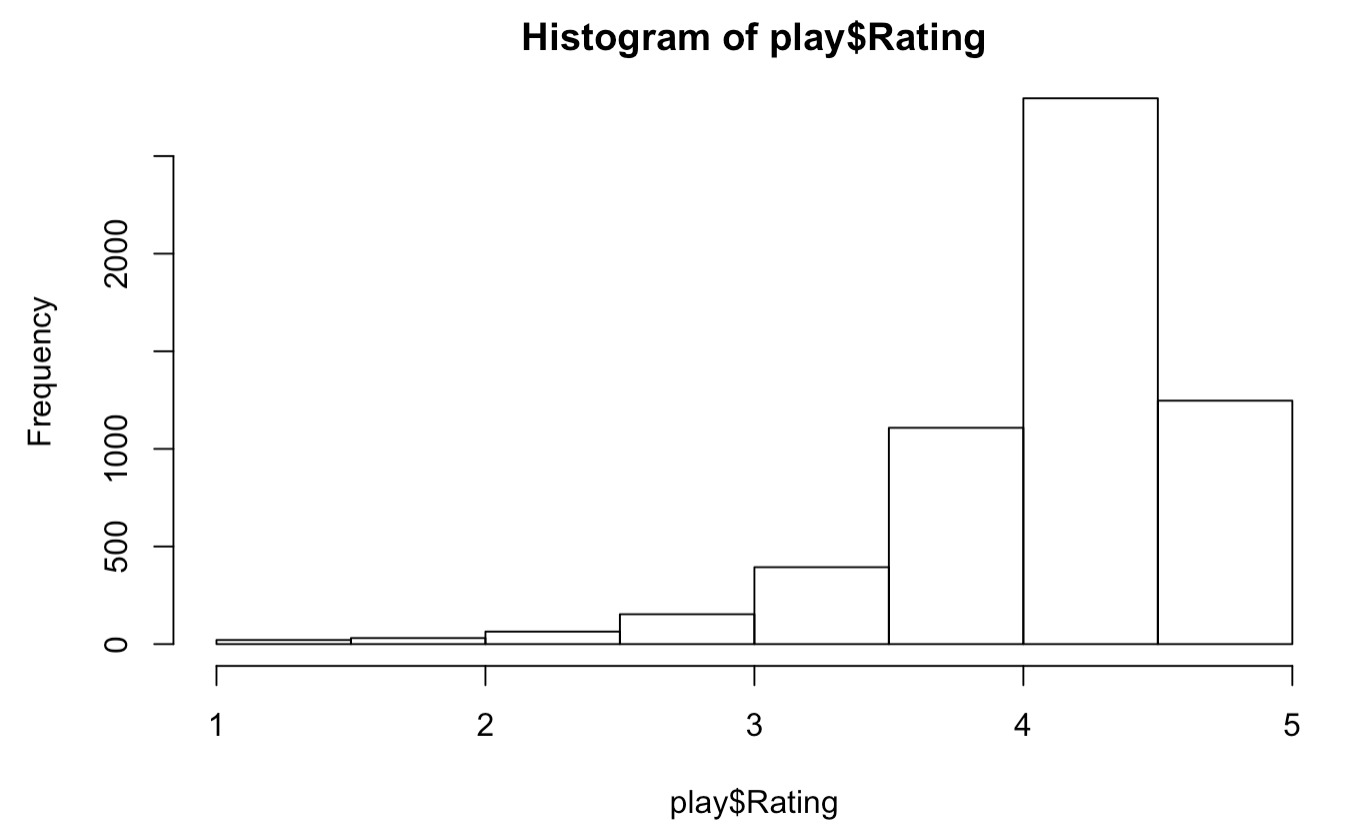 Histogram of play$Rating
Frequency
2000
1000
500
0
1 2 3 4 5
play$Rating